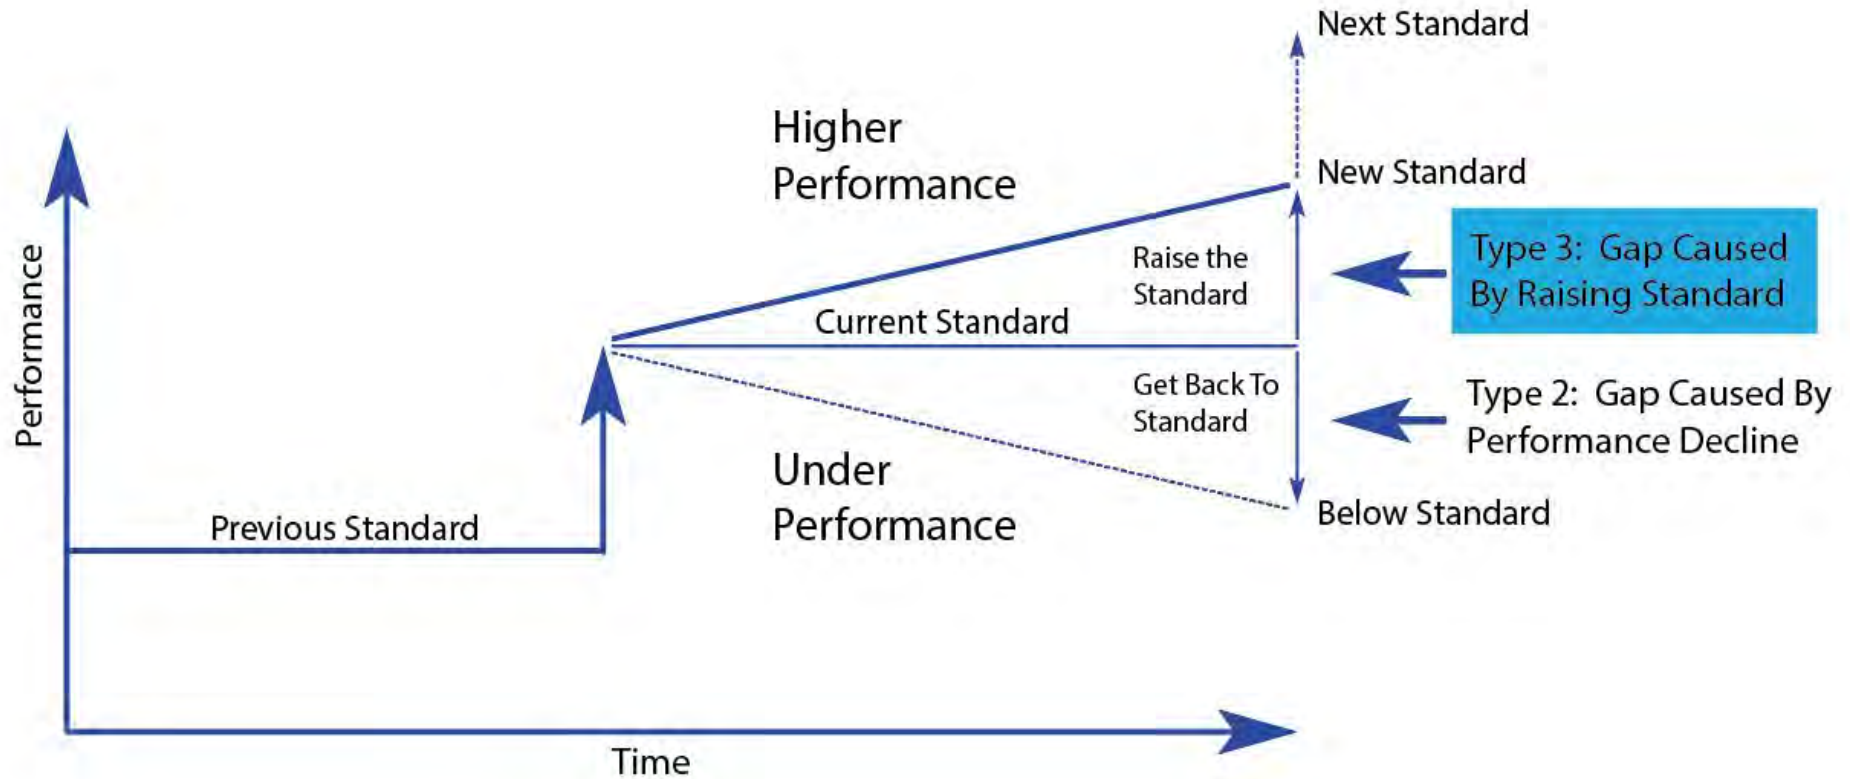 Next Standard
Higher
Performance
New Standard
Raise the
Standard
Type 3:  Gap Caused
By Raising Standard
Current Standard
Performance
Get Back To
Standard
Type 2:  Gap Caused By
Performance Decline
Under
Performance
Below Standard
Previous Standard
Time